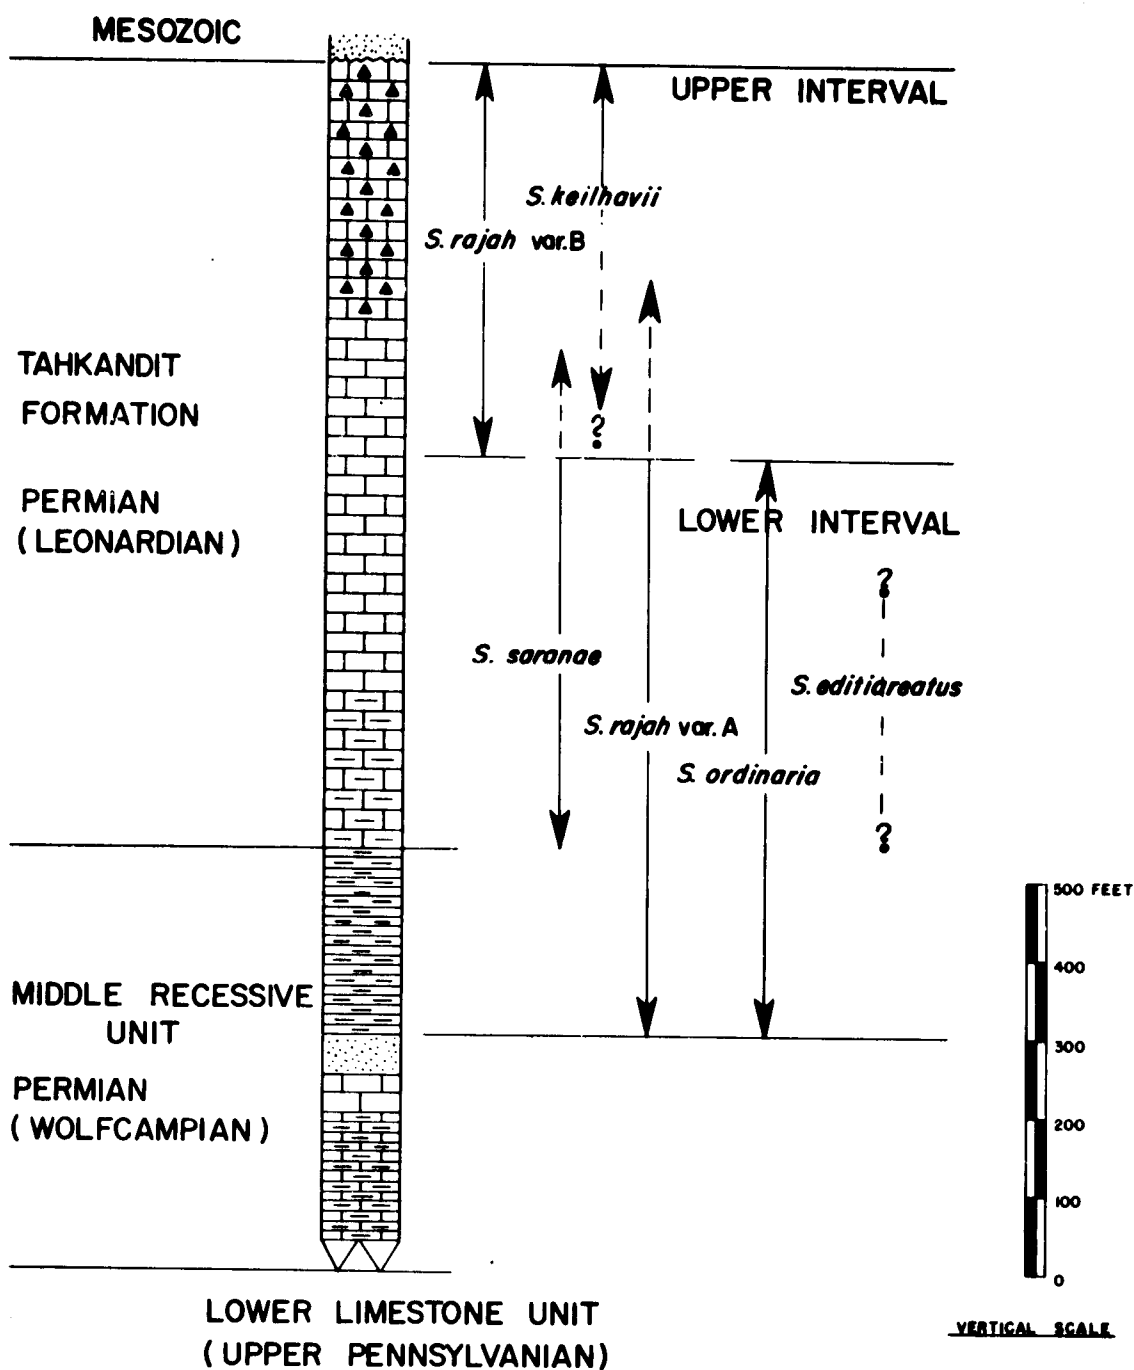 MESOZOIC
UPPER INTERVAL
S. keilhavii
S. rajah var. B
TAHKANDIT
FORMATION
?
PERMIAN
(LEONARDIAN)
LOWER INTERVAL
?
S. saranae
S. editiareatus
S. rajah var. A
S. ordinaria
?
500 FEET
400
MIDDLE RECESSIVE
UNIT
300
PERMIAN
(WOLFCAMPIAN)
200
100
0
LOWER LIMESTONE UNIT
(UPPER PENNSYLVANIAN)
VERTICAL SCALE